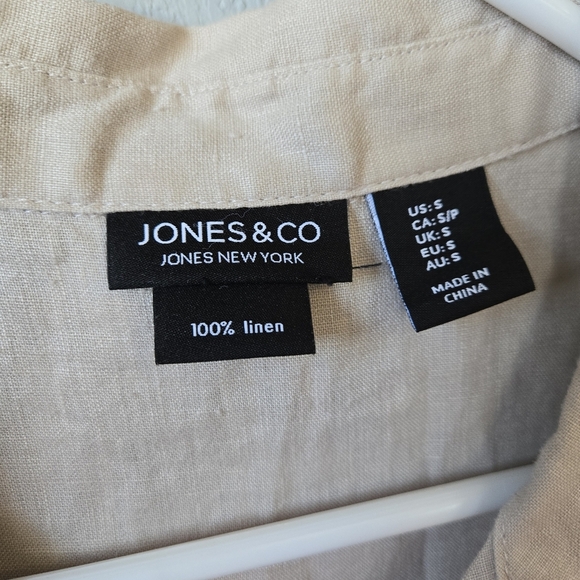 JONES & CO
JONES NEW YORK
100% linen
US: S
CA: S/P
UK: S
EU: S
AU: S
MADE IN
CHINA